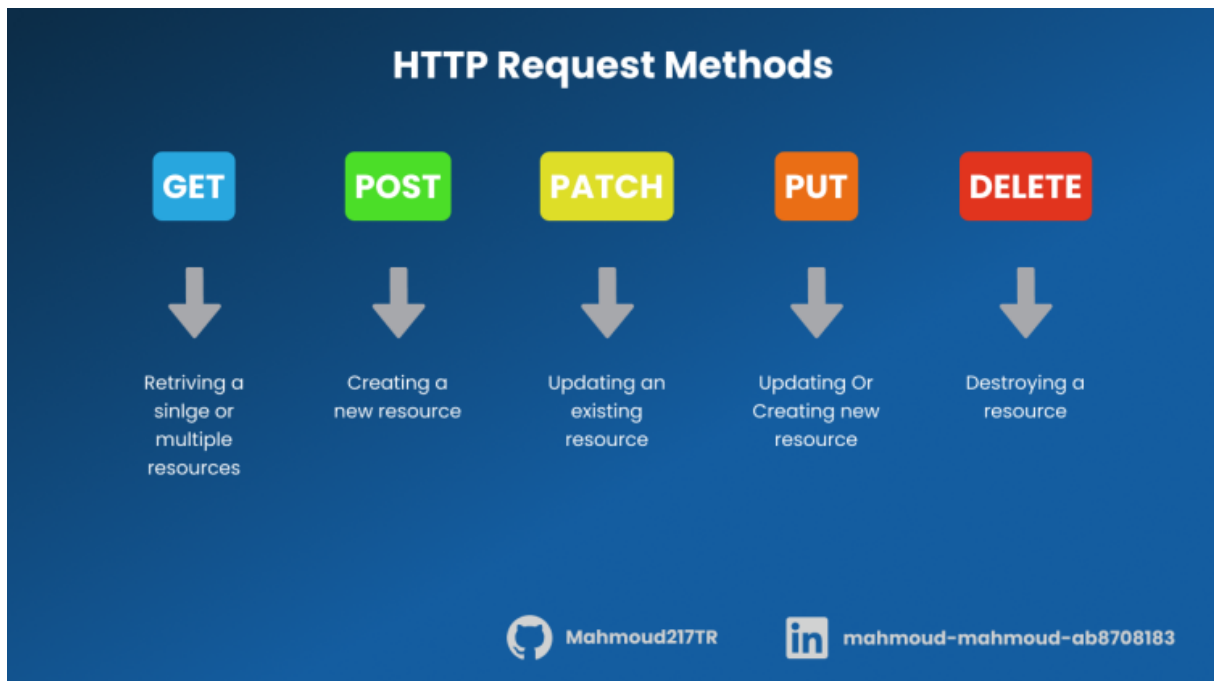 HTTP Request Methods
GET
POST
PATCH
PUT
DELETE
Retriving a
sinlge or
multiple
resources
Creating a
new resource
Updating an
existing
resource
Updating Or
Creating new
resource
Destroying a
resource
Mahmoud217TR
in
mahmoud-mahmoud-ab8708183